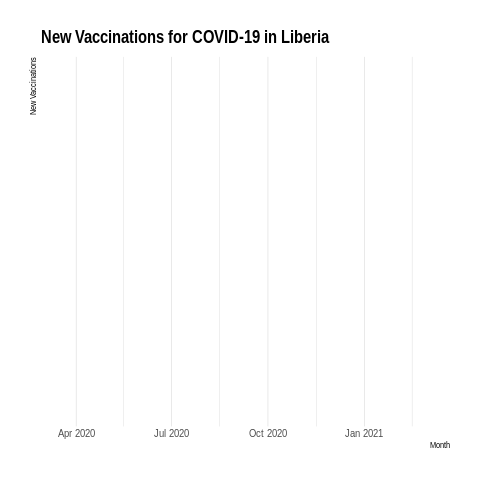 New Vaccinations for COVID-19 in Liberia
New Vaccinations
Apr 2020
Jul 2020
Oct 2020
Jan 2021
Month